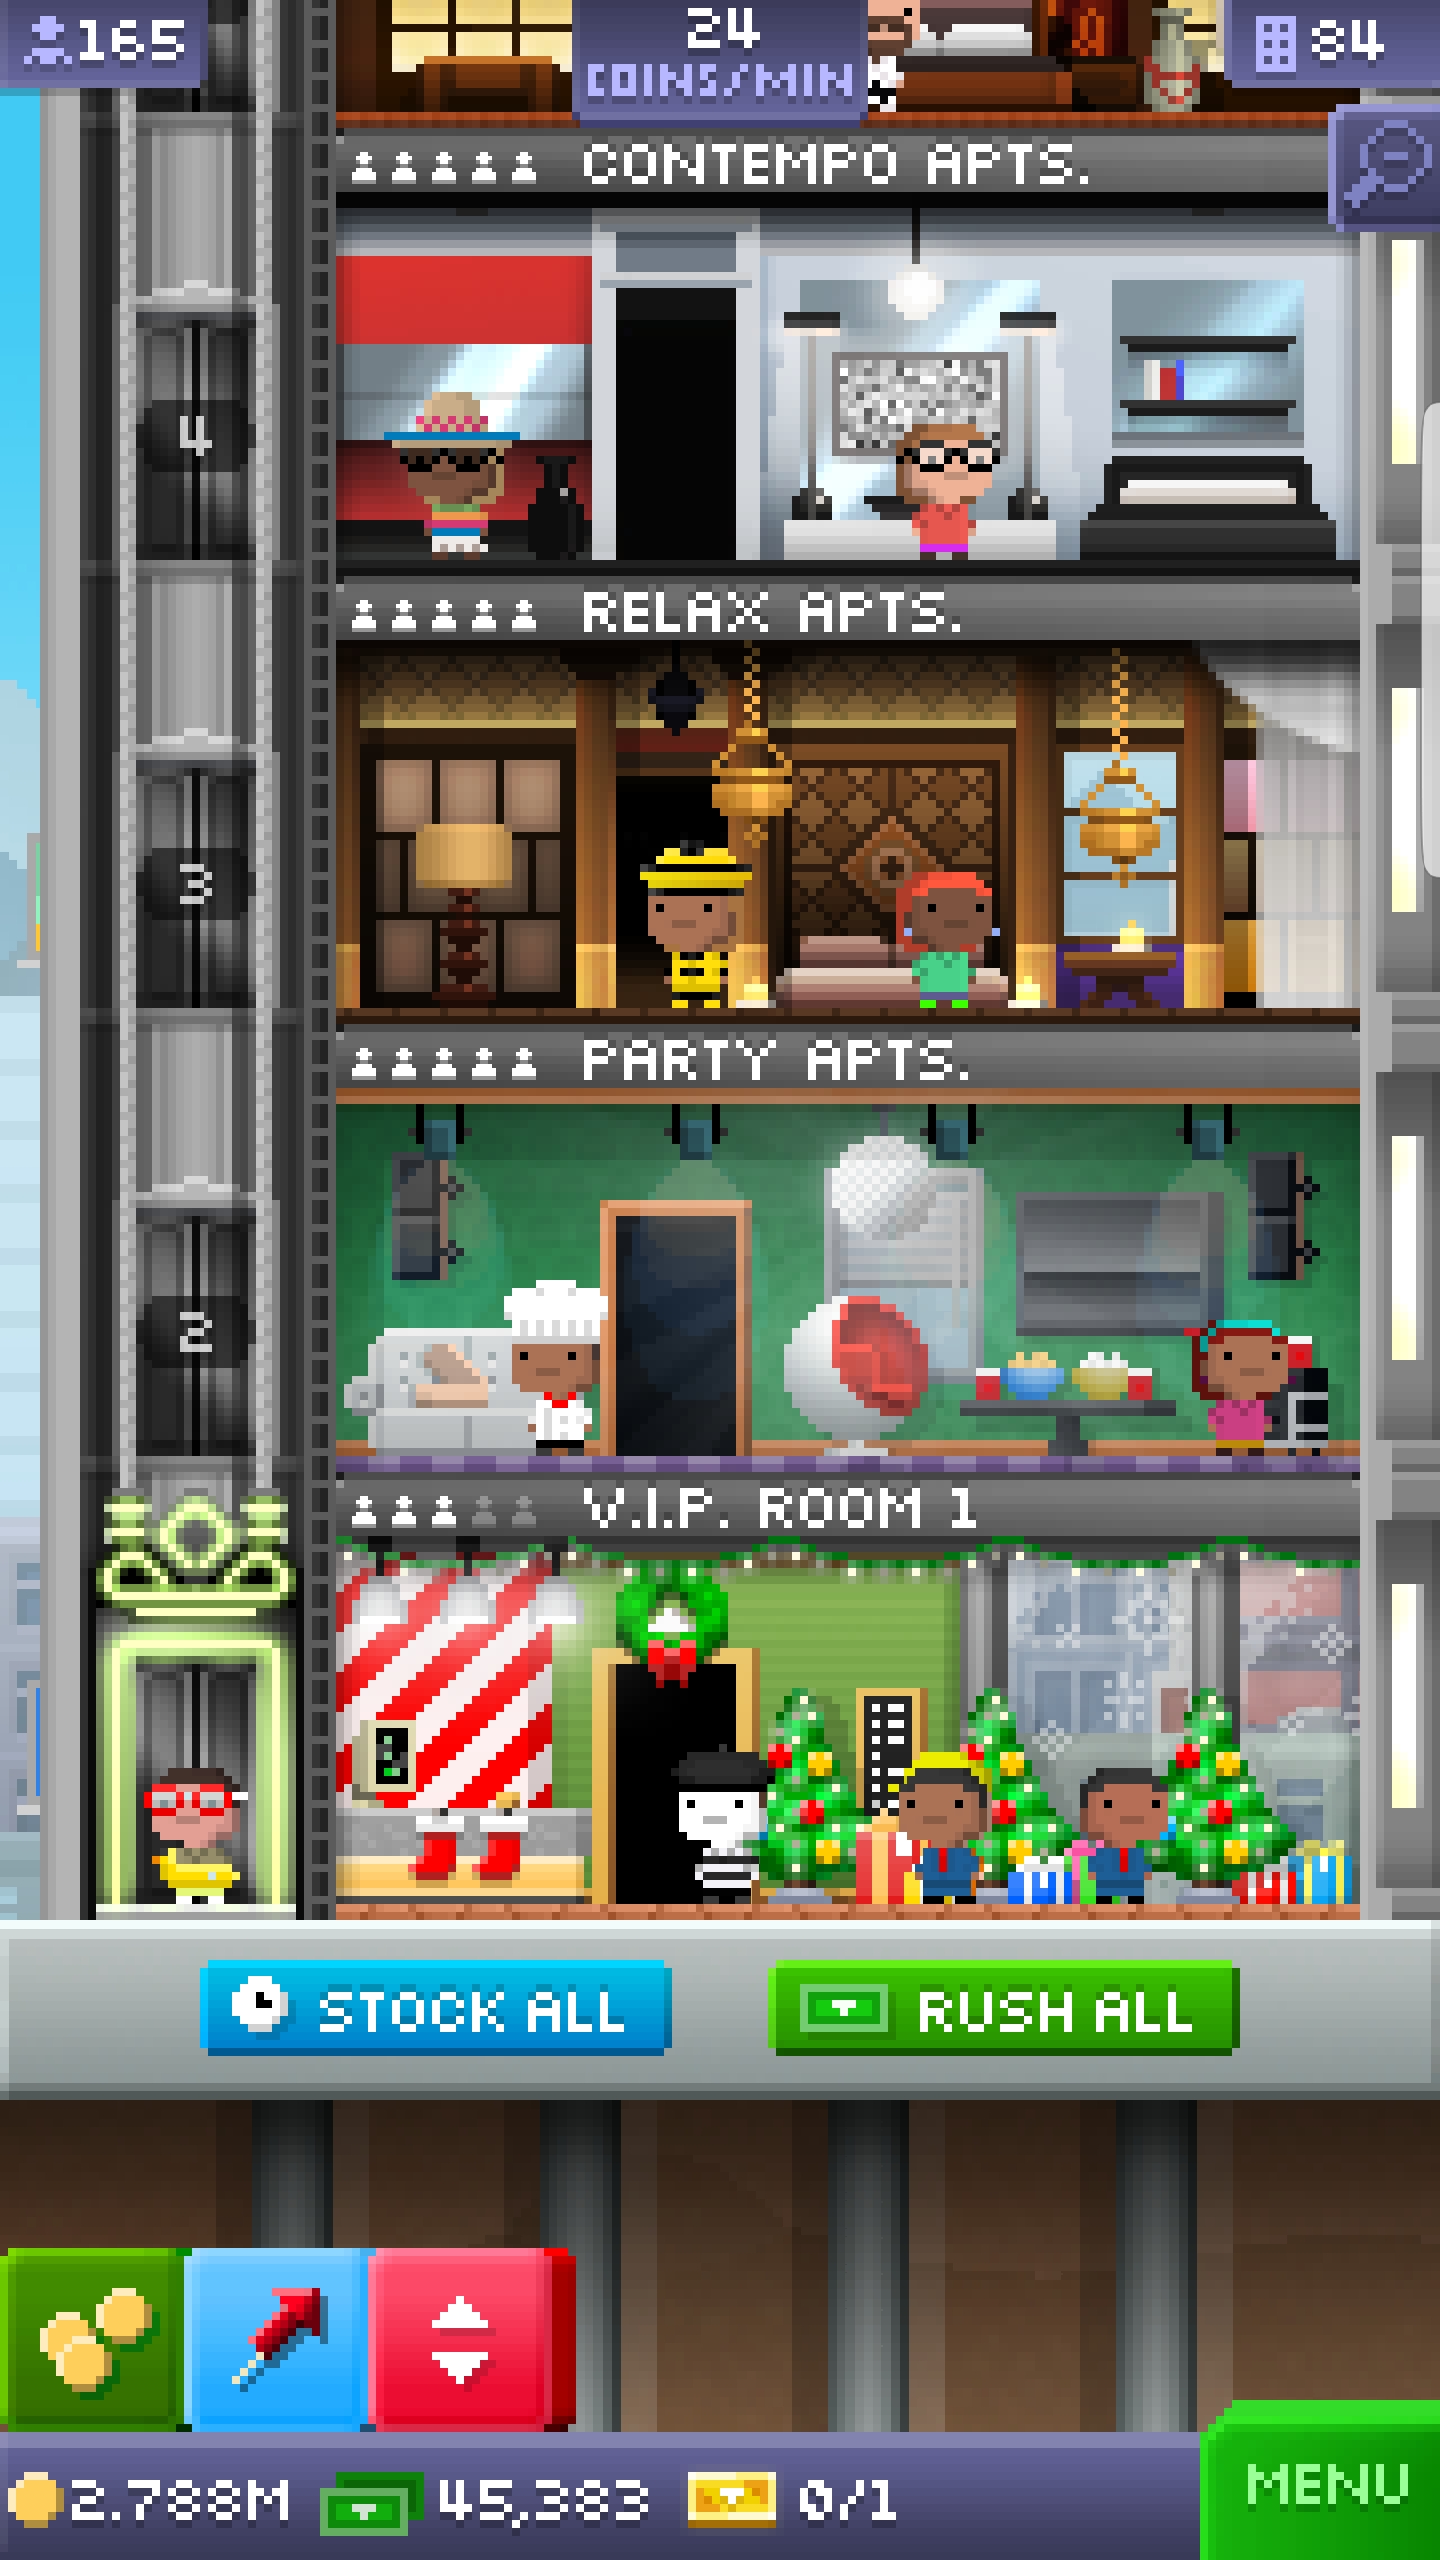 165
24
COINS/MIN
84
CONTEMPO APTS.
4
RELAX APTS.
3
PARTY APTS.
2
V.I.P. ROOM 1
STOCK ALL
RUSH ALL
2.788M
45,383
0/1
MENU